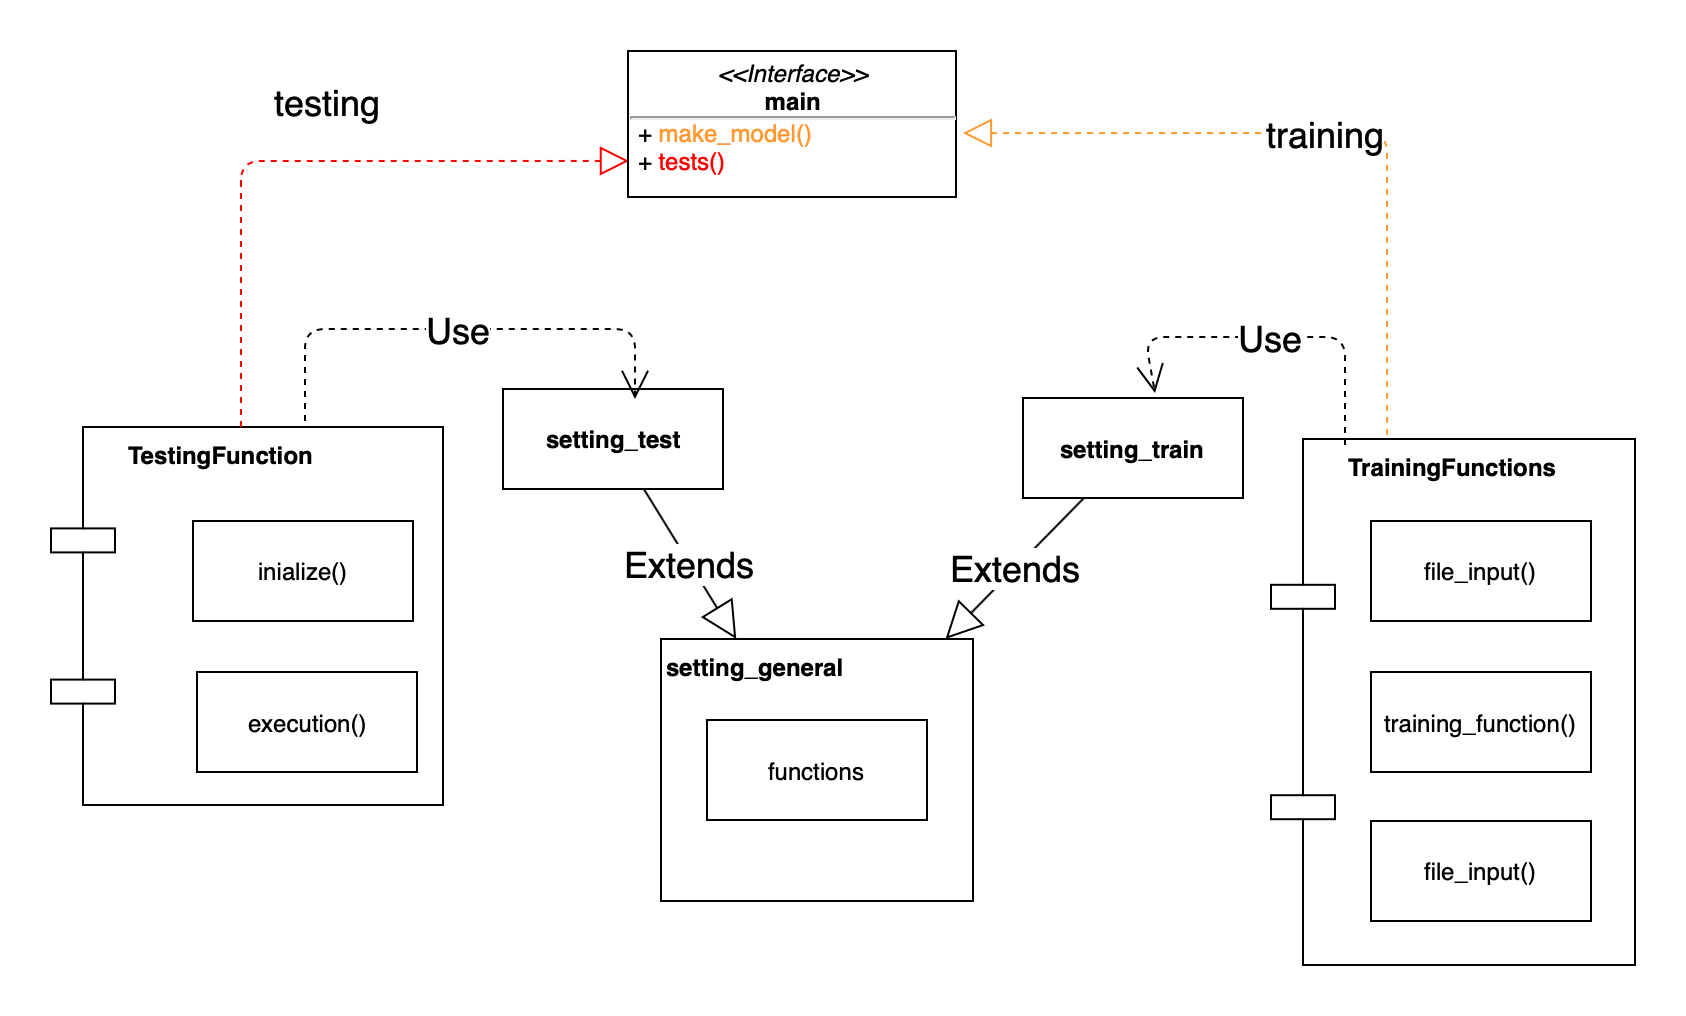 <<Interface>>
main
+ make_model()
+ tests()
testing
training
Use
Use
setting_test
setting_train
TestingFunction
inialize()
execution()
Extends
Extends
setting_general
functions
TrainingFunctions
file_input()
training_function()
file_input()